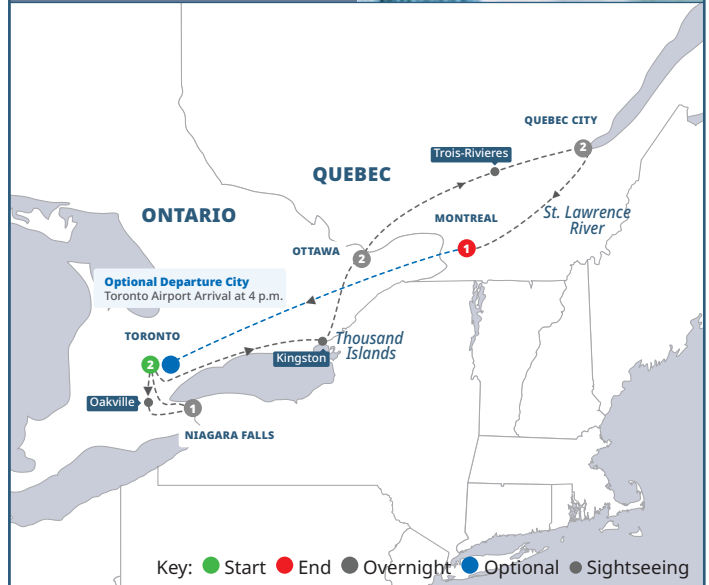 QUEBEC CITY
2
Trois-Rivieres
QUEBEC
ONTARIO
MONTREAL
St. Lawrence
River
1
OTTAWA
2
Optional Departure City
Toronto Airport Arrival at 4 p.m.
TORONTO
Thousand
Islands
Kingston
2
Oakville
1
NIAGARA FALLS
Key: Start End Overnight Optional Sightseeing